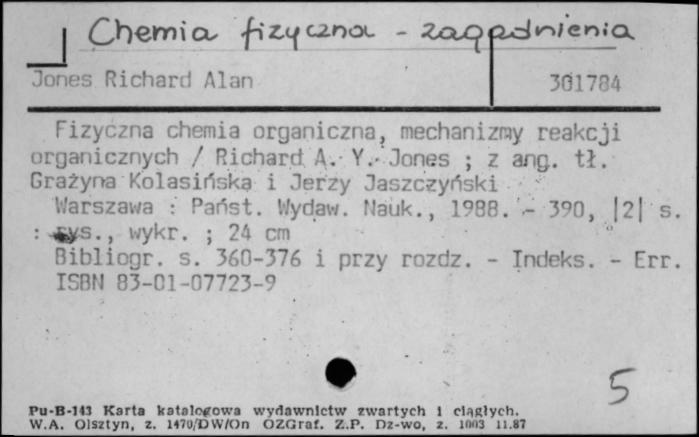 Chemia fizyczna - zagadnienia
Jones Richard Alan 301784
Fizyczna chemia organiczna, mechanizmy reakcji
organicznych / Richard A. Y. Jones ; z ang. tł.
Grażyna Kolasińska i Jerzy Jaszczyński
Warszawa : Państ. Wydaw. Nauk., 1988. - 390, |2| s.
: rys., wykr. ; 24 cm
Bibliogr. s. 360-376 i przy rozdz. - Indeks. - Err.
ISBN 83-01-07723-9
5
Pu-B-143 Karta katalogowa wydawnictw zwartych i ciągłych.
W.A. Olsztyn, z. 1470/DW/On OZGraf. Z.P. Dz-wo, z. 1003 11.87